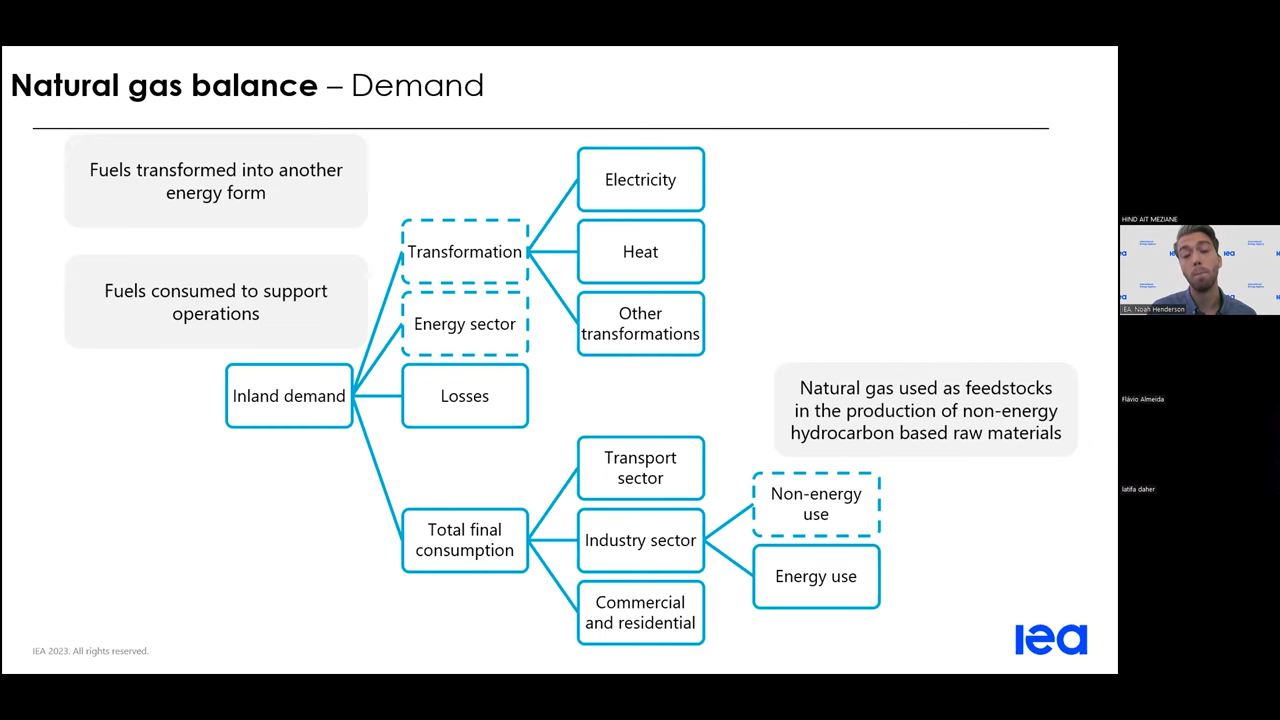 Natural gas balance – Demand
Fuels transformed into another
energy form
Fuels consumed to support
operations
Inland demand
Transformation
Energy sector
Losses
Total final
consumption
Electricity
Heat
Other
transformations
Transport
sector
Industry sector
Commercial
and residential
Natural gas used as feedstocks
in the production of non-energy
hydrocarbon based raw materials
Non-energy
use
Energy use
IEA 2023. All rights reserved.
iea
HIND AIT MEZIANE
IEA. Noah Henderson
Flávio Almeida
latifa daher